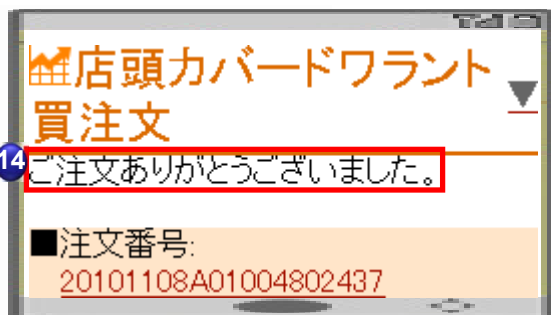 店頭カバードワラント
▼
買注文
14
ご注文ありがとうございました。
■注文番号:
20101108A01004802437